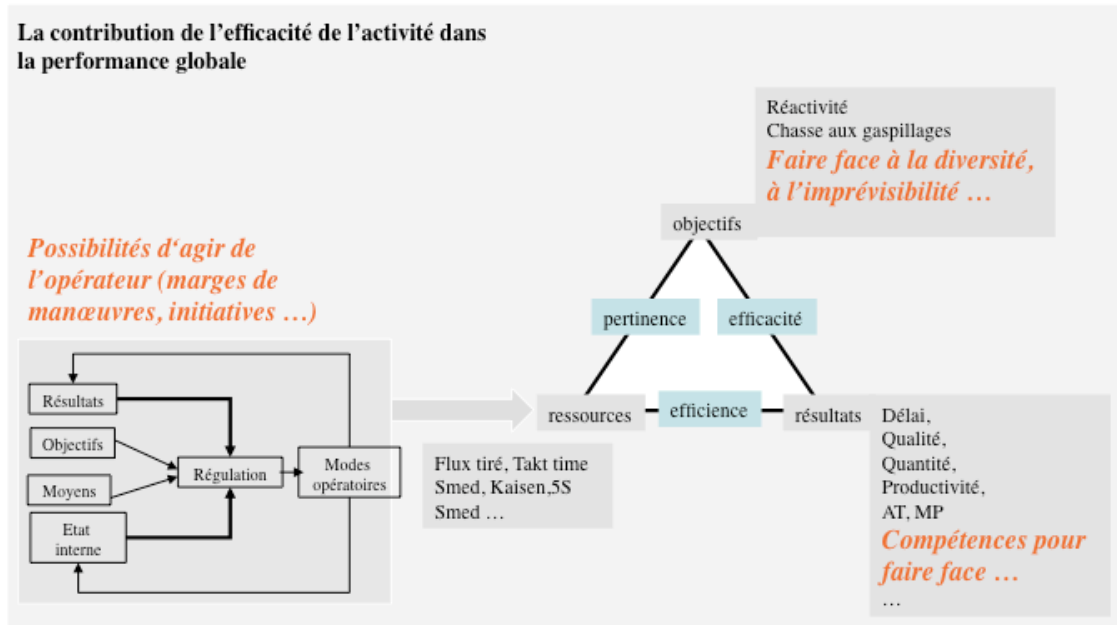 La contribution de l’efficacité de l’activité dans
la performance globale
Réactivité
Chasse aux gaspillages
Faire face à la diversité,
à l’imprévisibilité …
objectifs
Possibilités d‘agir de
l’opérateur (marges de
manœuvres, initiatives …)
pertinence
efficacité
Résultats
Objectifs
Moyens
Etat
interne
Régulation
Modes
opératoires
ressources
efficience
résultats
Flux tiré, Takt time
Smed, Kaisen,5S
Smed …
Délai,
Qualité,
Quantité,
Productivité,
AT, MP
Compétences pour
faire face …
…